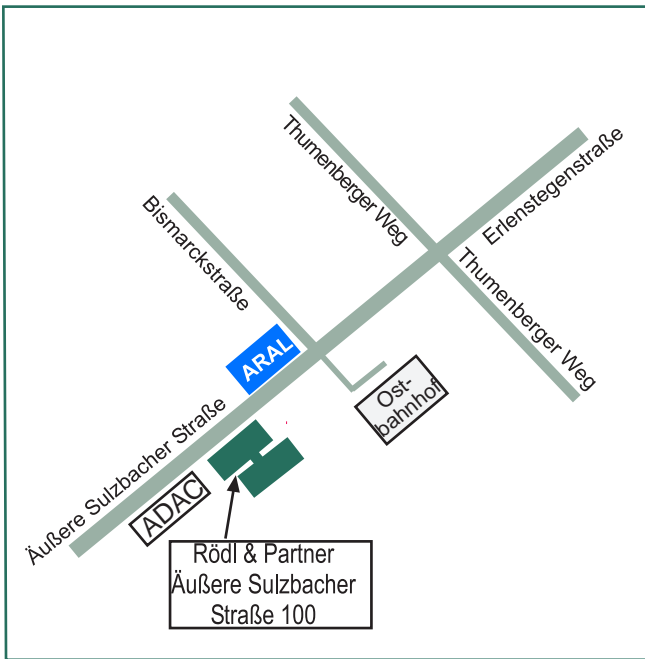 Thumenberger Weg
Erlenstegenstraße
Bismarckstraße
Thumenberger Weg
ARAL
Ost-
bahnhof
Äußere Sulzbacher Straße
ADAC
Rödl & Partner
Äußere Sulzbacher
Straße 100